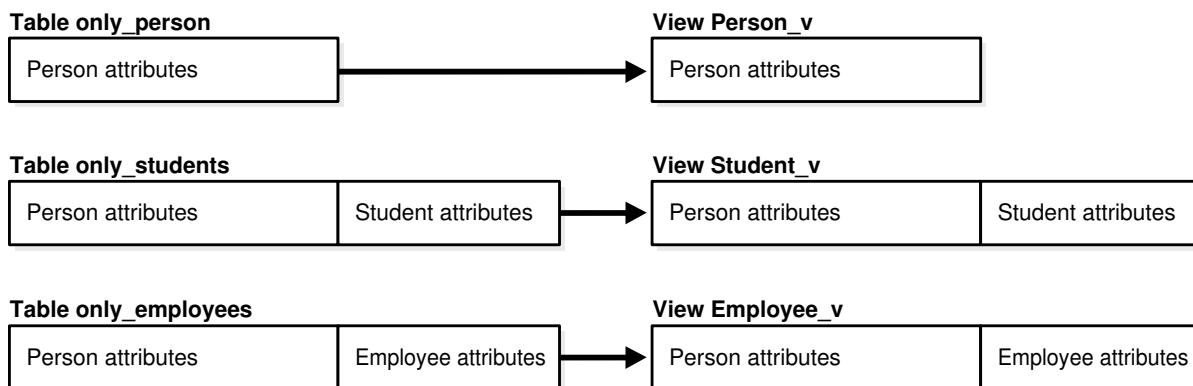 Table only_person View Person_v
Person attributes Person attributes
Table only_students View Student_v
Person attributes Student attributes Person attributes Student attributes
Table only_employees View Employee_v
Person attributes Employee attributes Person attributes Employee attributes